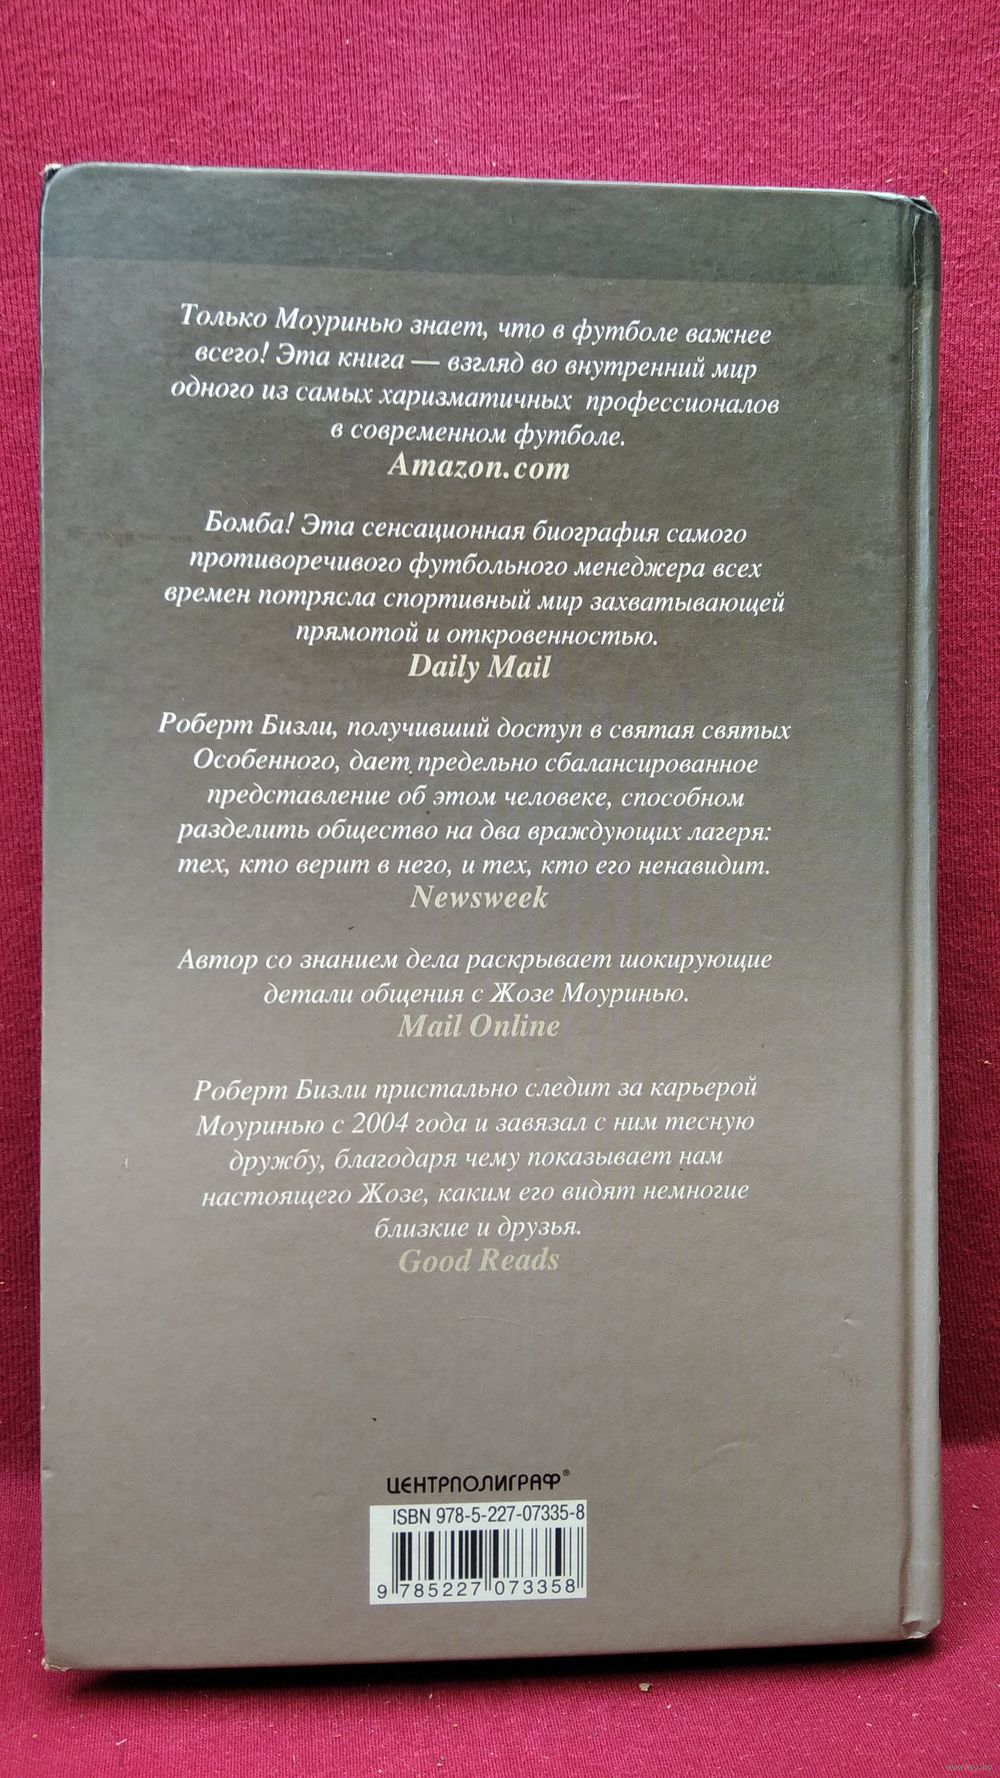 Только Моуринью знает, что в футболе важнее
всего! Эта книга — взгляд во внутренний мир
одного из самых харизматичных профессионалов
в современном футболе.
Amazon.com
Бомба! Эта сенсационная биография самого
противоречивого футбольного менеджера всех
времен потрясла спортивный мир захватывающей
прямотой и откровенностью.
Daily Mail
Роберт Бизли, получивший доступ в святая святых
Особенного, дает предельно сбалансированное
представление об этом человеке, способном
разделить общество на два враждующих лагеря:
тех, кто верит в него, и тех, кто его ненавидит.
Newsweek
Автор со знанием дела раскрывает шокирующие
детали общения с Жозе Моуринью.
Mail Online
Роберт Бизли пристально следит за карьерой
Моуринью с 2004 года и завязал с ним тесную
дружбу, благодаря чему показывает нам
настоящего Жозе, каким его видят немногие
близкие и друзья.
Good Reads
ЦЕНТРПОЛИГРАФ®
ISBN 978-5-227-07335-8
9 785227 073358